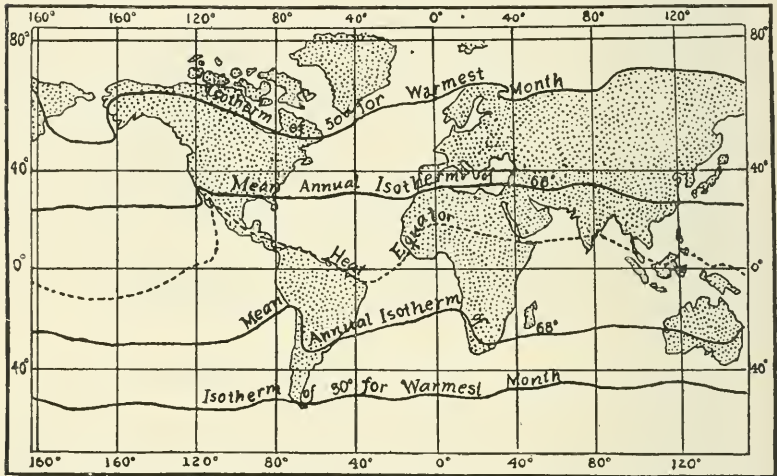 160° 160° 120° 80° 40° 0° 40° 80° 120°
80° 80°
Isotherm of 50° for Warmest Month
40° 40°
Mean Annual Isotherm of 68°
Heat Equator
0° 0°
Mean Annual Isotherm 68°
40° 40°
Isotherm of 50° for Warmest Month
160° 160° 120° 80° 40° 0° 40° 80° 120°